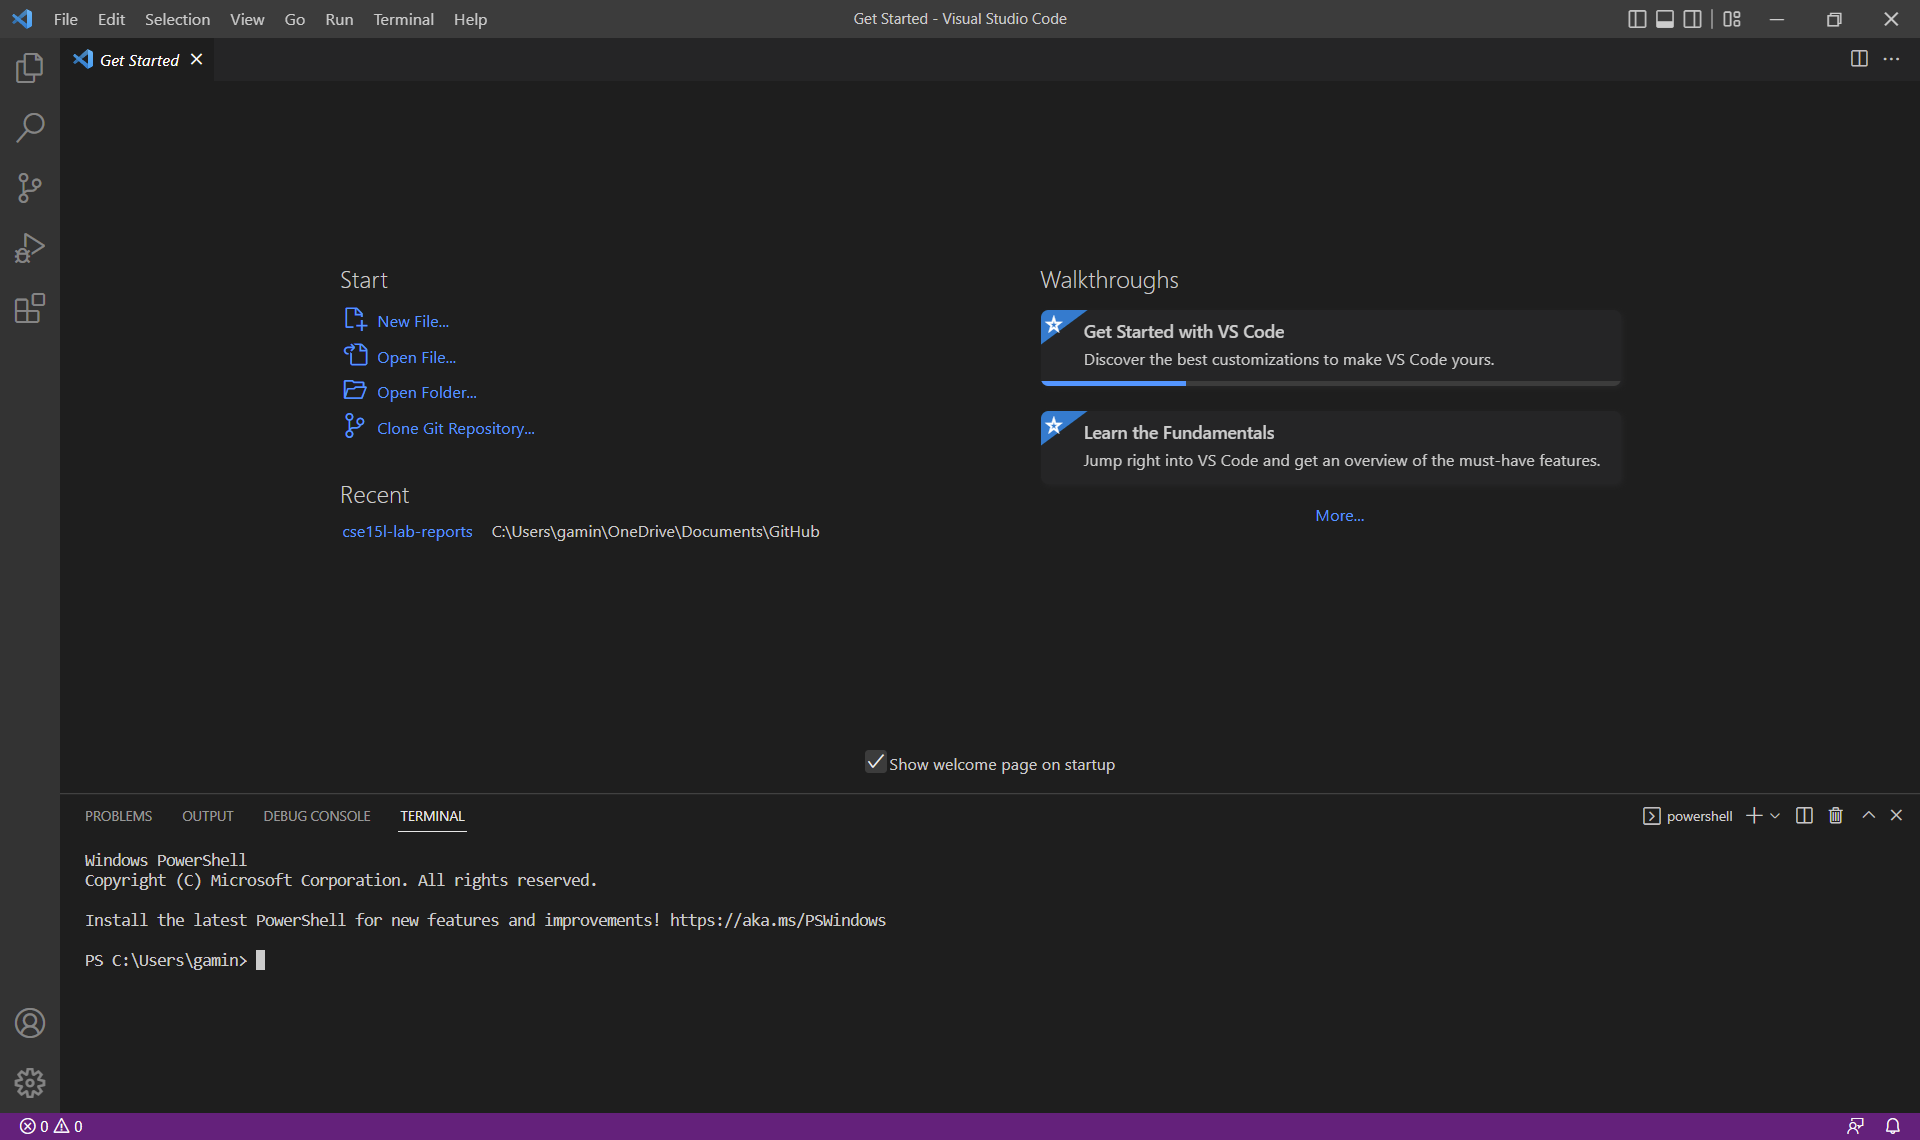 File Edit Selection View Go Run Terminal Help Get Started - Visual Studio Code
Get Started
Start
New File...
Open File...
Open Folder...
Clone Git Repository...
Recent
cse15l-lab-reports C:\Users\gamin\OneDrive\Documents\GitHub
Walkthroughs
Get Started with VS Code
Discover the best customizations to make VS Code yours.
Learn the Fundamentals
Jump right into VS Code and get an overview of the must-have features.
More...
Show welcome page on startup
PROBLEMS OUTPUT DEBUG CONSOLE TERMINAL powershell
Windows PowerShell
Copyright (C) Microsoft Corporation. All rights reserved.
Install the latest PowerShell for new features and improvements! https://aka.ms/PSWindows
PS C:\Users\gamin>
0 0